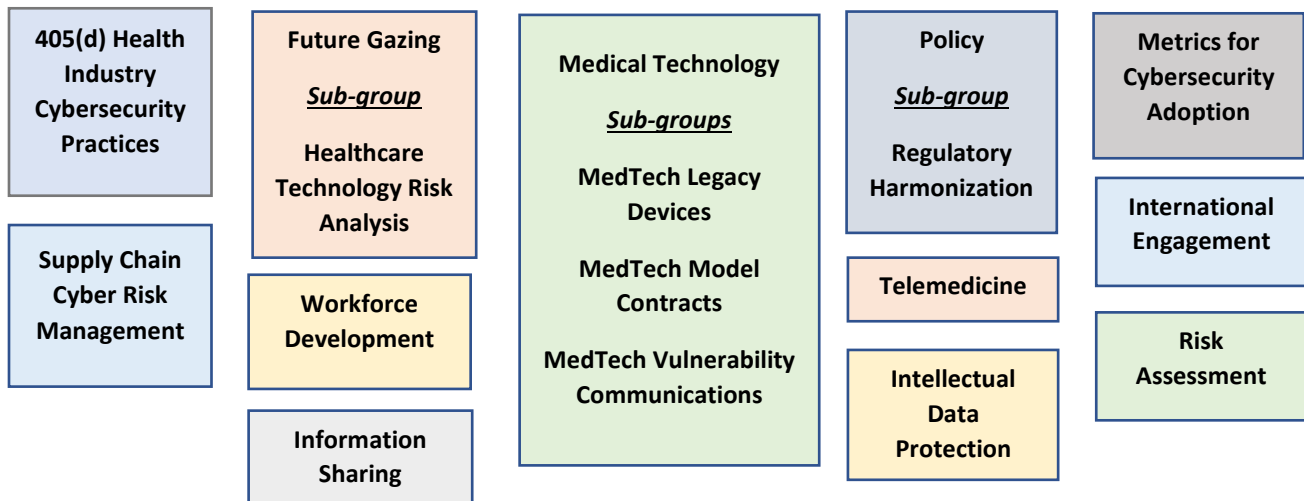 405(d) Health
Industry
Cybersecurity
Practices
Supply Chain
Cyber Risk
Management
Future Gazing
Sub-group
Healthcare
Technology Risk
Analysis
Workforce
Development
Information
Sharing
Medical Technology
Sub-groups
MedTech Legacy
Devices
MedTech Model
Contracts
MedTech Vulnerability
Communications
Policy
Sub-group
Regulatory
Harmonization
Telemedicine
Intellectual
Data
Protection
Metrics for
Cybersecurity
Adoption
International
Engagement
Risk
Assessment